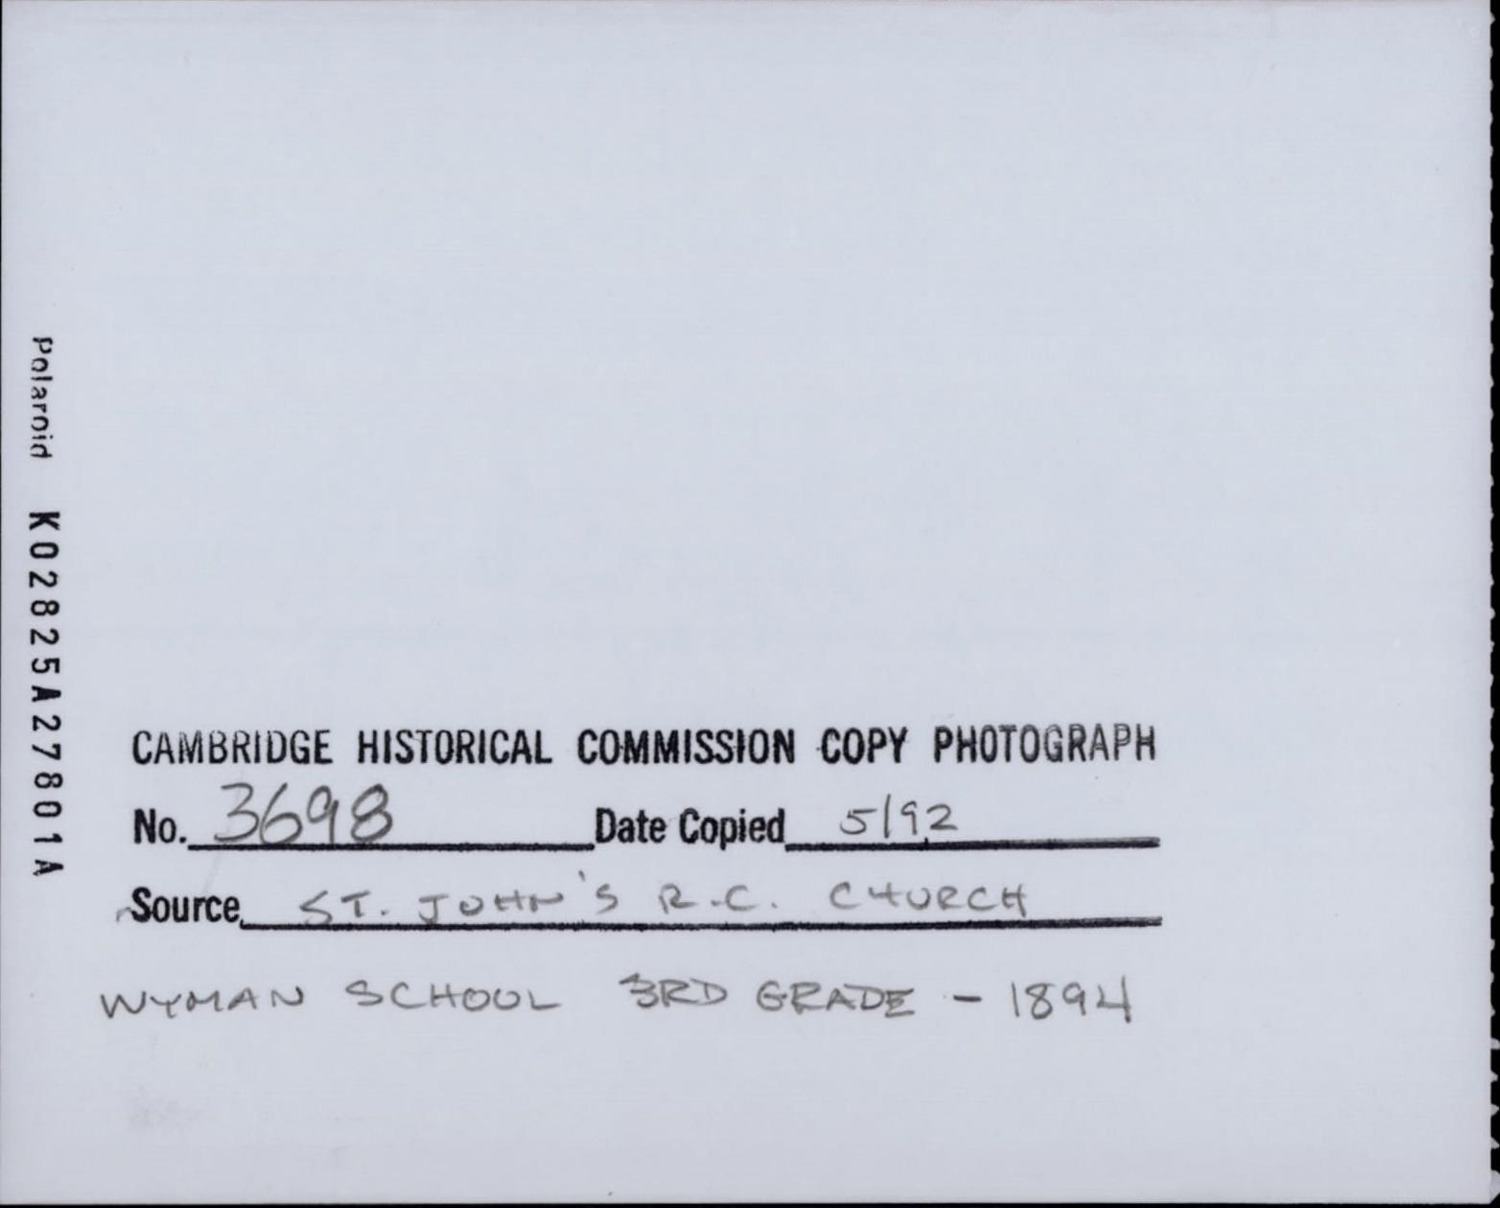 Polaroid K02825A27801A
CAMBRIDGE HISTORICAL COMMISSION COPY PHOTOGRAPH
No. 3698 Date Copied 5/92
Source ST. JOHN'S R.C. CHURCH
WYMAN SCHOOL 3RD GRADE - 1894